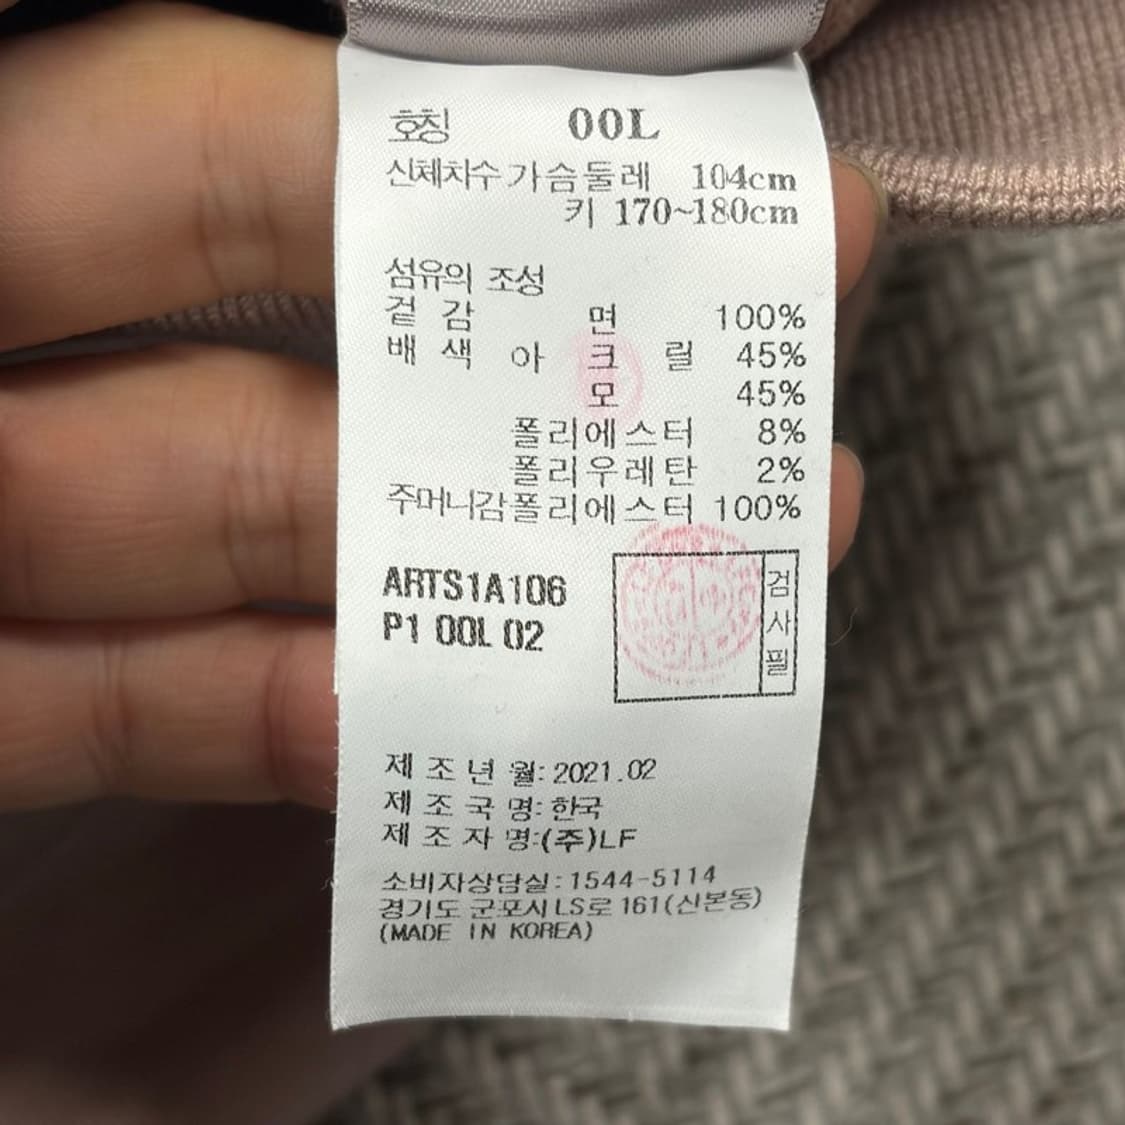 호칭 00L
신체치수 가슴둘레 104cm
키 170~180cm
섬유의 조성
겉감 면 100%
배색 아크릴 45%
모 45%
폴리에스터 8%
폴리우레탄 2%
주머니감 폴리에스터 100%
ARTS1A106
P1 00L 02
검사필
제조년월: 2021.02
제조국명: 한국
제조자명:(주)LF
소비자상담실: 1544-5114
경기도 군포시 LS로 161(산본동)
(MADE IN KOREA)